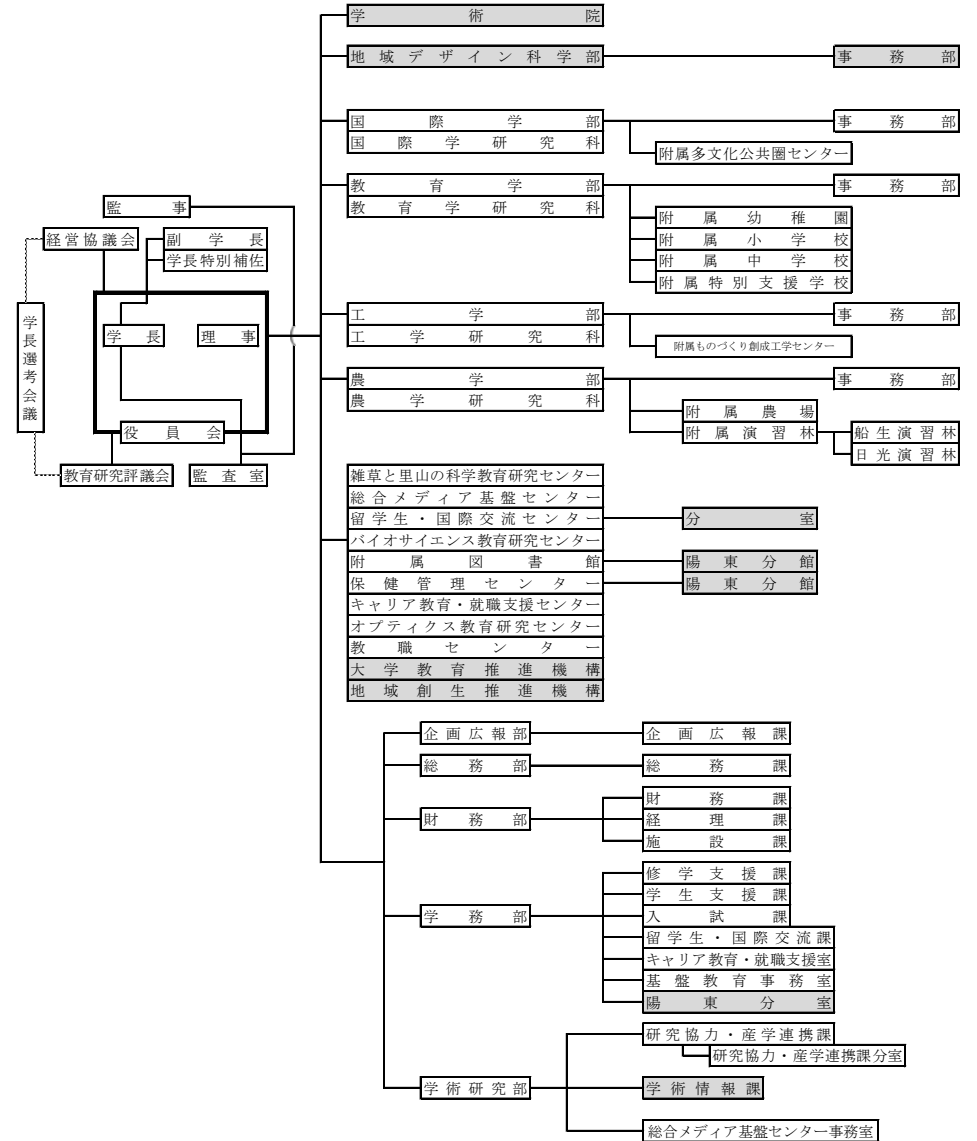 学術院
地域デザイン科学部
事務部
国際学部
事務部
国際学研究科
附属多文化公共圏センター
教育学部
事務部
教育学研究科
附属幼稚園
附属小学校
附属中学校
附属特別支援学校
監事
経営協議会
副学長
学長特別補佐
学長選考会議
学長
理事
役員会
教育研究評議会
監査室
工学部
事務部
工学研究科
附属ものづくり創成工学センター
農学部
事務部
農学研究科
附属農場
附属演習林
船生演習林
日光演習林
雑草と里山の科学教育研究センター
総合メディア基盤センター
留学生・国際交流センター
分室
バイオサイエンス教育研究センター
附属図書館
陽東分館
保健管理センター
陽東分館
キャリア教育・就職支援センター
オプティクス教育研究センター
教職センター
大学教育推進機構
地域創生推進機構
企画広報部
企画広報課
総務部
総務課
財務部
財務課
経理課
施設課
学務部
修学支援課
学生支援課
入試課
留学生・国際交流課
キャリア教育・就職支援室
基盤教育事務室
陽東分室
学術研究部
研究協力・産学連携課
研究協力・産学連携課分室
学術情報課
総合メディア基盤センター事務室